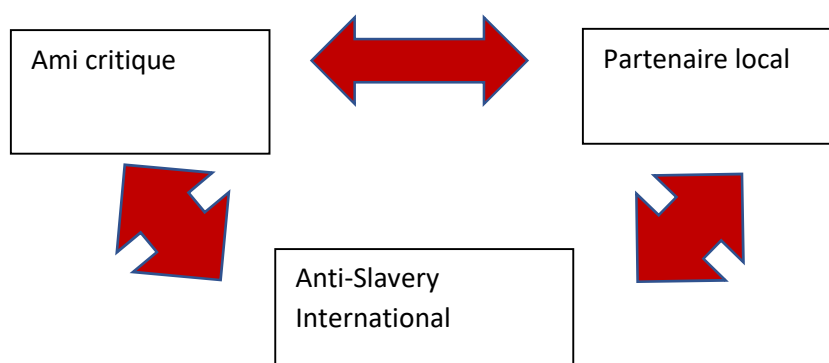 Ami critique
Partenaire local
Anti-Slavery
International